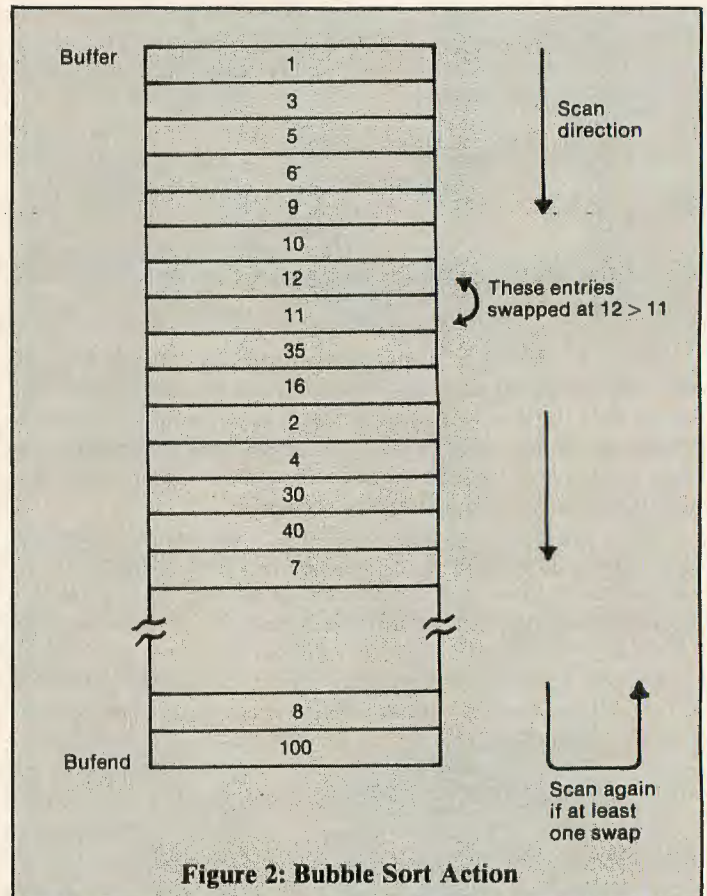 Buffer
1
3
5
6
9
10
12
11
35
16
2
4
30
40
7
8
100
Bufend
Scan
direction
These entries
swapped at 12 > 11
Scan again
if at least
one swap
Figure 2: Bubble Sort Action